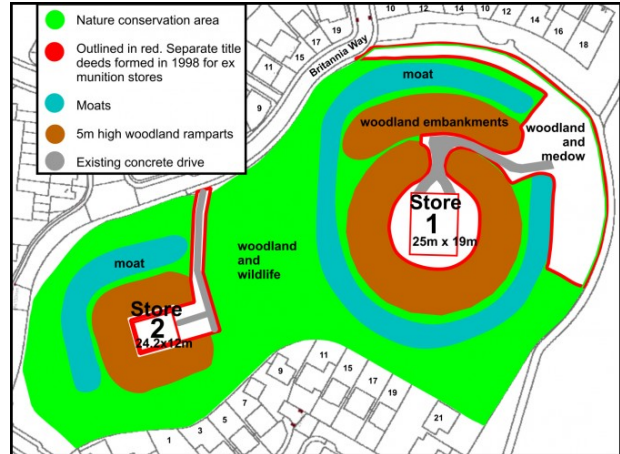 Nature conservation area
Outlined in red. Separate title
deeds formed in 1998 for ex
munition stores
Moats
5m high woodland ramparts
Existing concrete drive
Britannia Way
9
11
15
17
19
10
12
14
16
18
moat
woodland embankments
woodland
and
medow
Store
1
25m x 19m
woodland
and
wildlife
moat
Store
2
24.2x12m
1
3
5
7
9
11
15
17
19
21